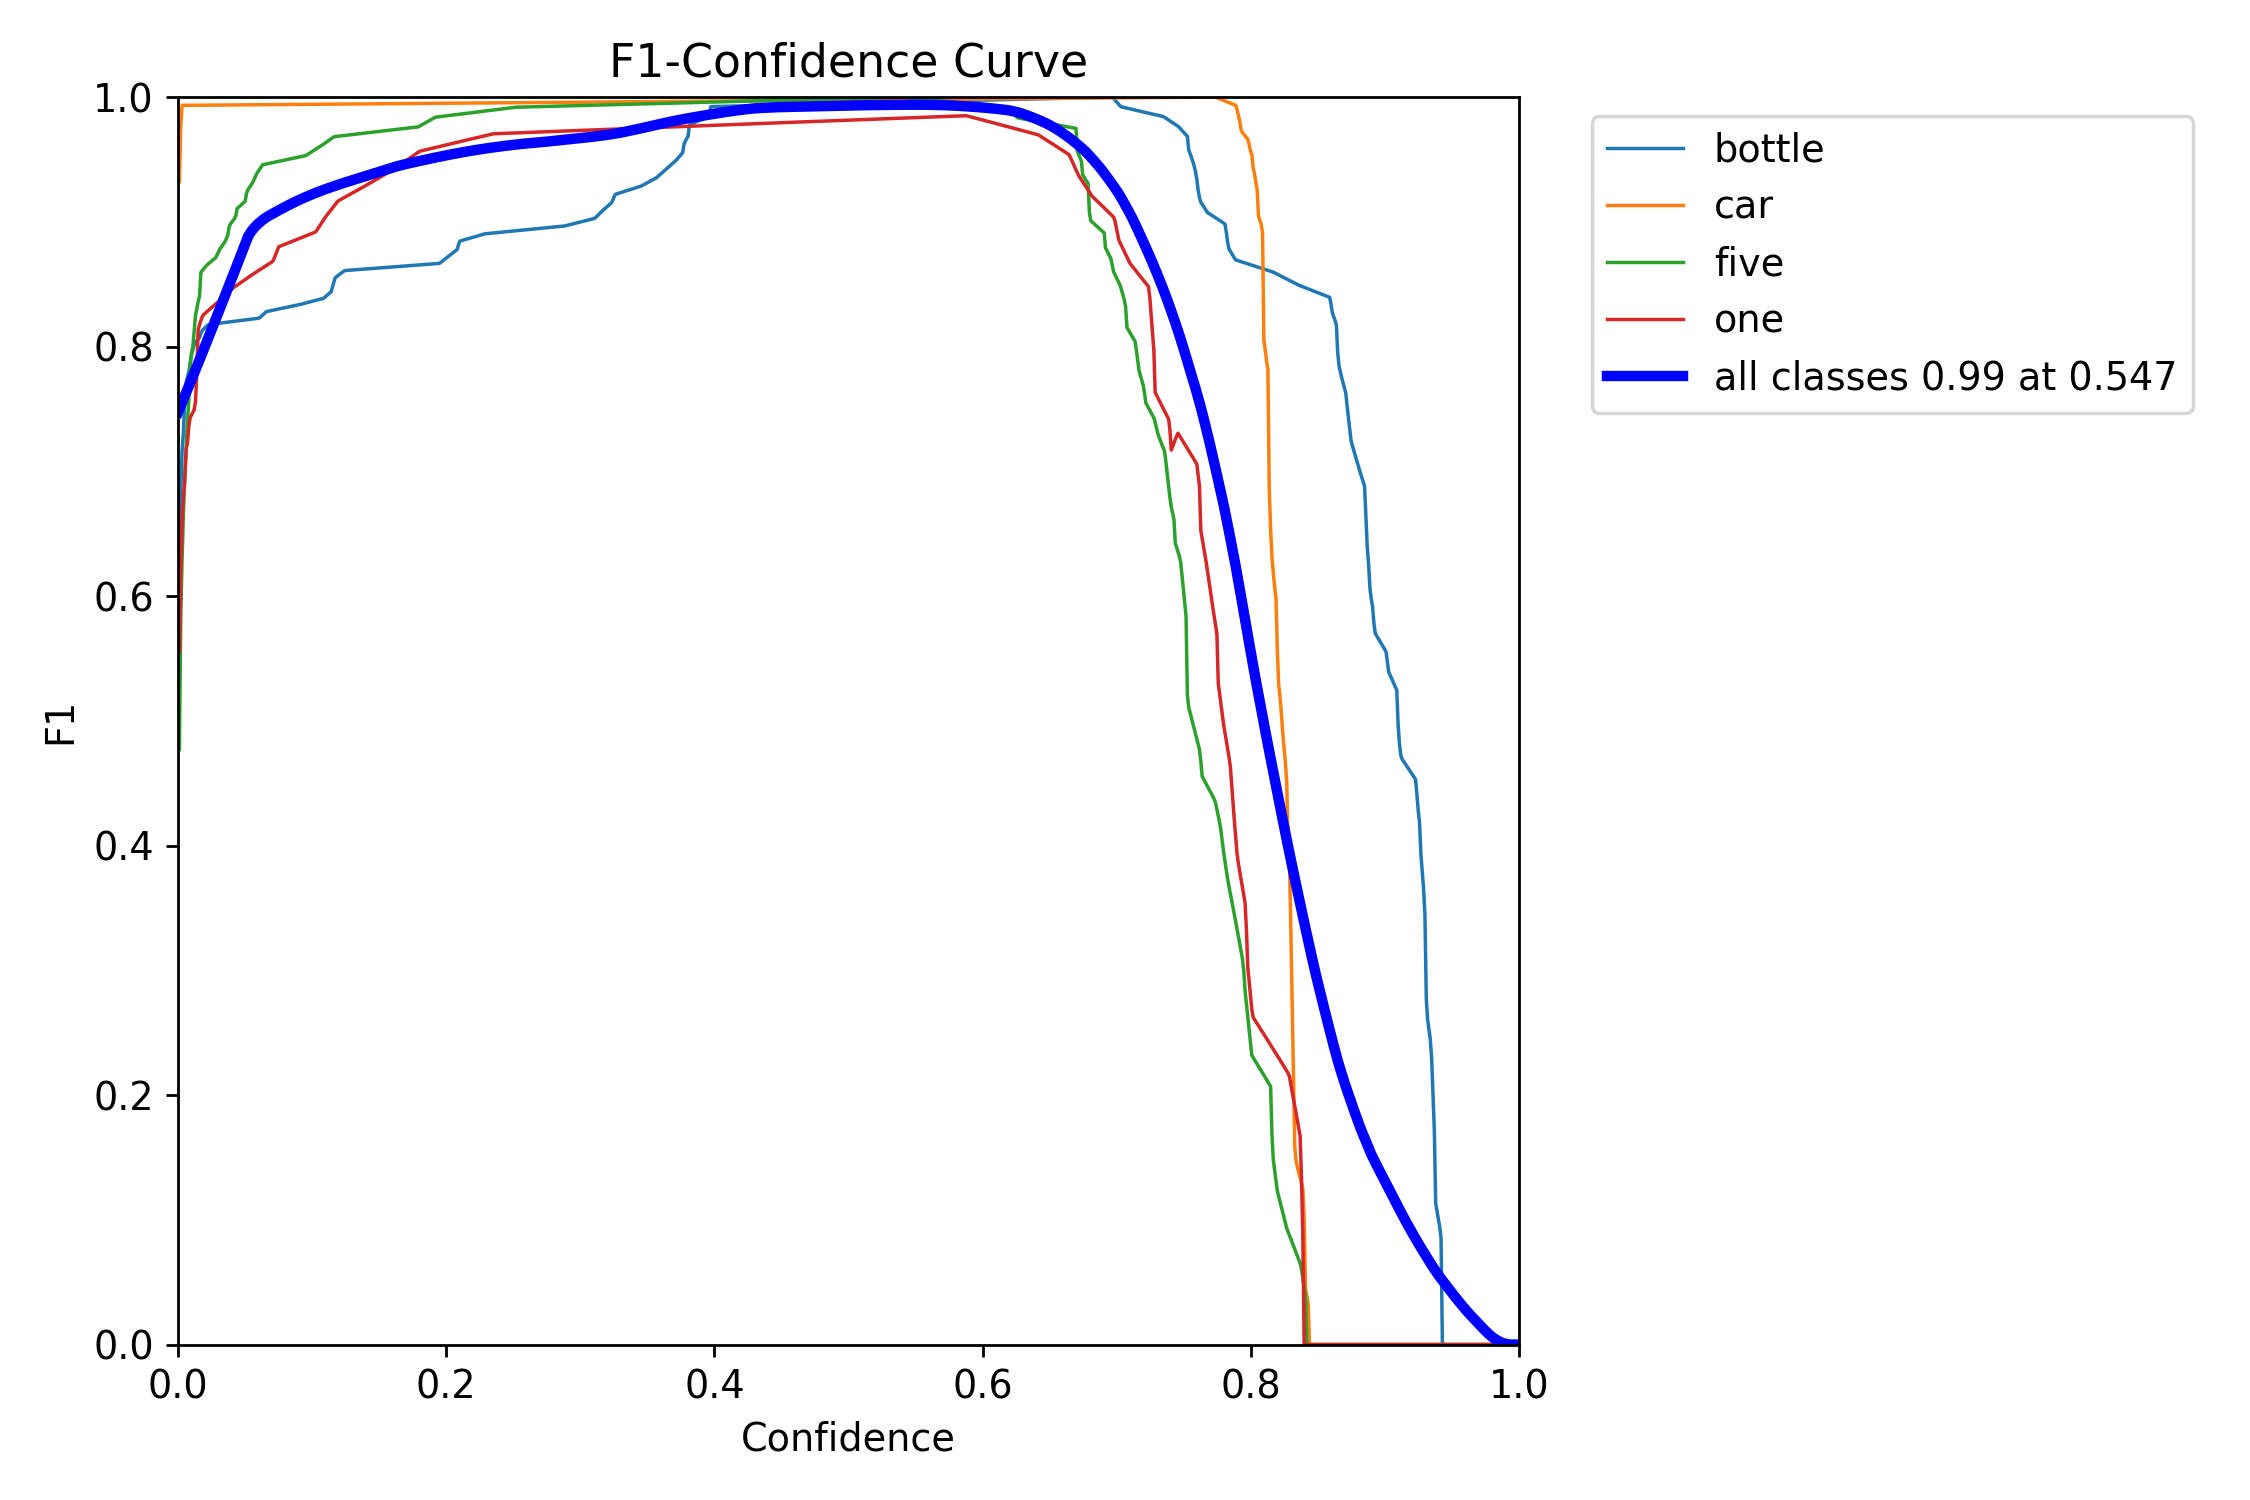 F1-Confidence Curve
1.0
0.8
0.6
0.4
0.2
0.0
F1
0.0 0.2 0.4 0.6 0.8 1.0
Confidence
bottle
car
five
one
all classes 0.99 at 0.547